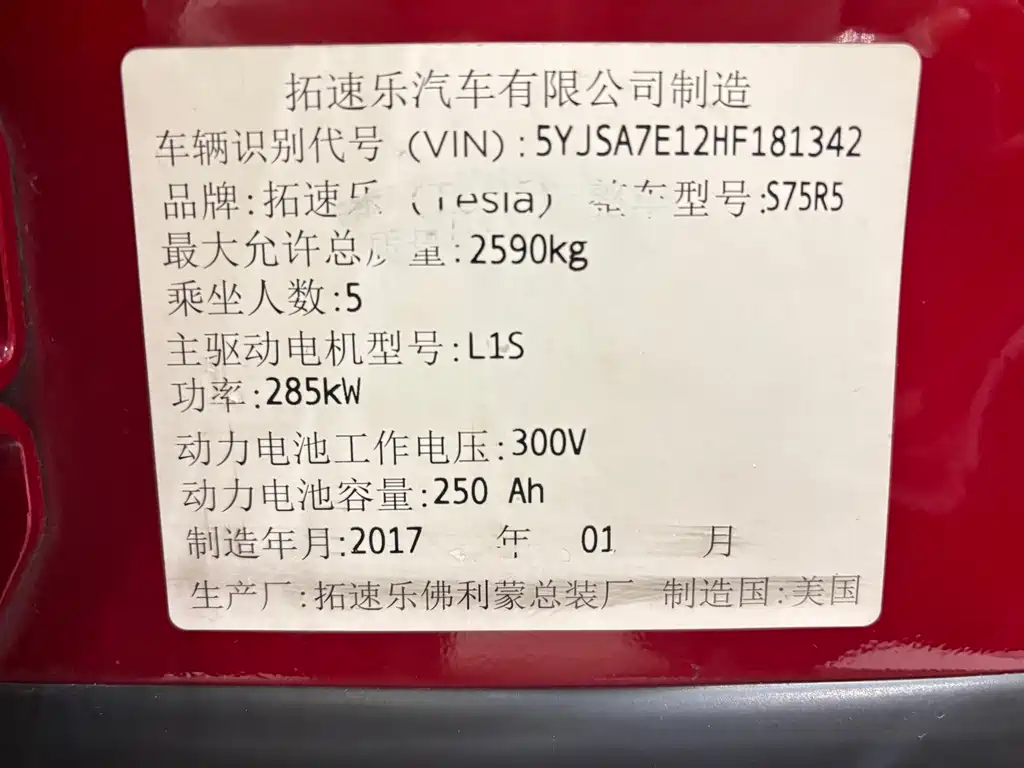 拓速乐汽车有限公司制造
车辆识别代号 (VIN): 5YJSA7E12HF181342
品牌:拓速乐 (Tesla) 整车型号:S75R5
最大允许总质量:2590kg
乘坐人数:5
主驱动电机型号:L1S
功率:285kW
动力电池工作电压:300V
动力电池容量:250 Ah
制造年月:2017 年 01 月
生产厂:拓速乐佛利蒙总装厂 制造国:美国